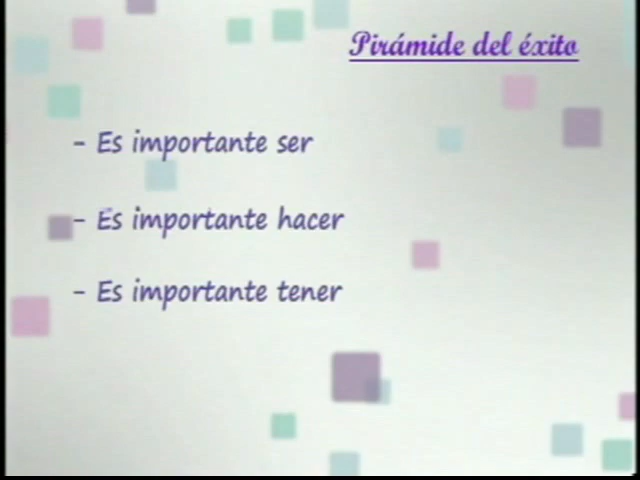 Pirámide del éxito
- Es importante ser
- Es importante hacer
- Es importante tener